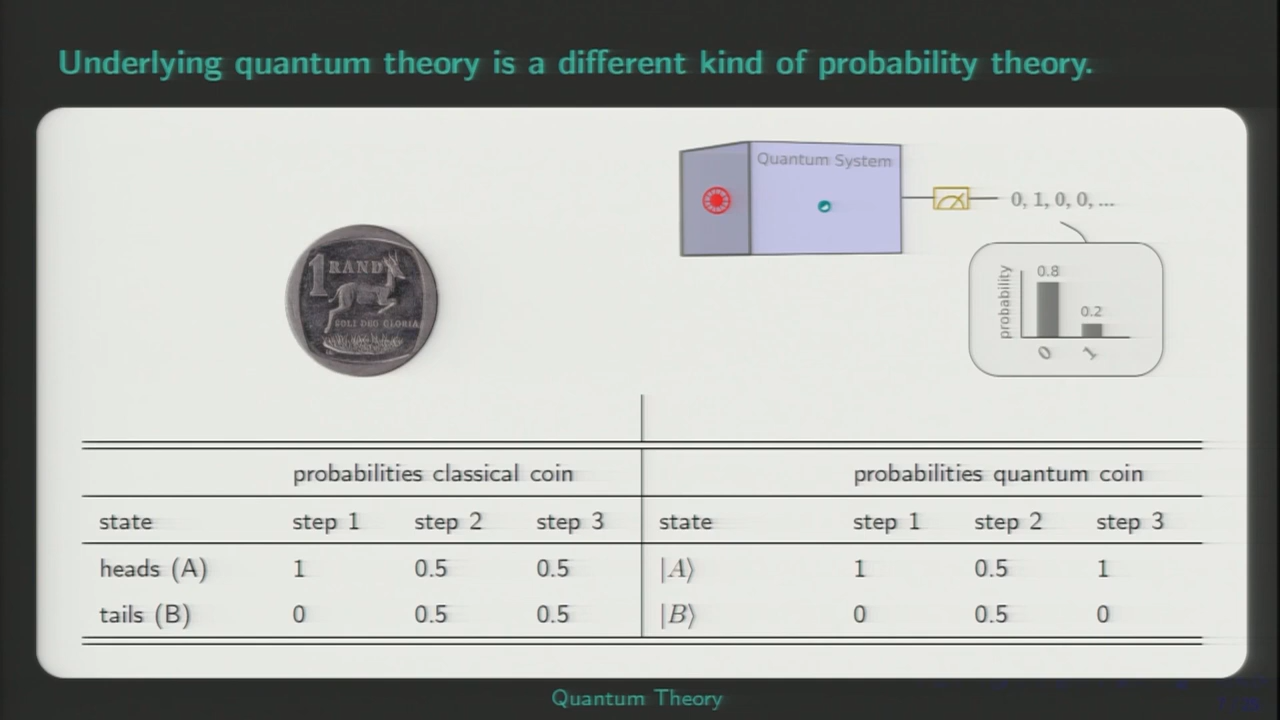 Underlying quantum theory is a different kind of probability theory.
1 RAND
SOLI DEO GLORIA
Quantum System
0, 1, 0, 0, ...
probability
0.8
0.2
0 1
probabilities classical coin probabilities quantum coin
state step 1 step 2 step 3 state step 1 step 2 step 3
heads (A) 1 0.5 0.5 |A⟩ 1 0.5 1
tails (B) 0 0.5 0.5 |B⟩ 0 0.5 0
Quantum Theory